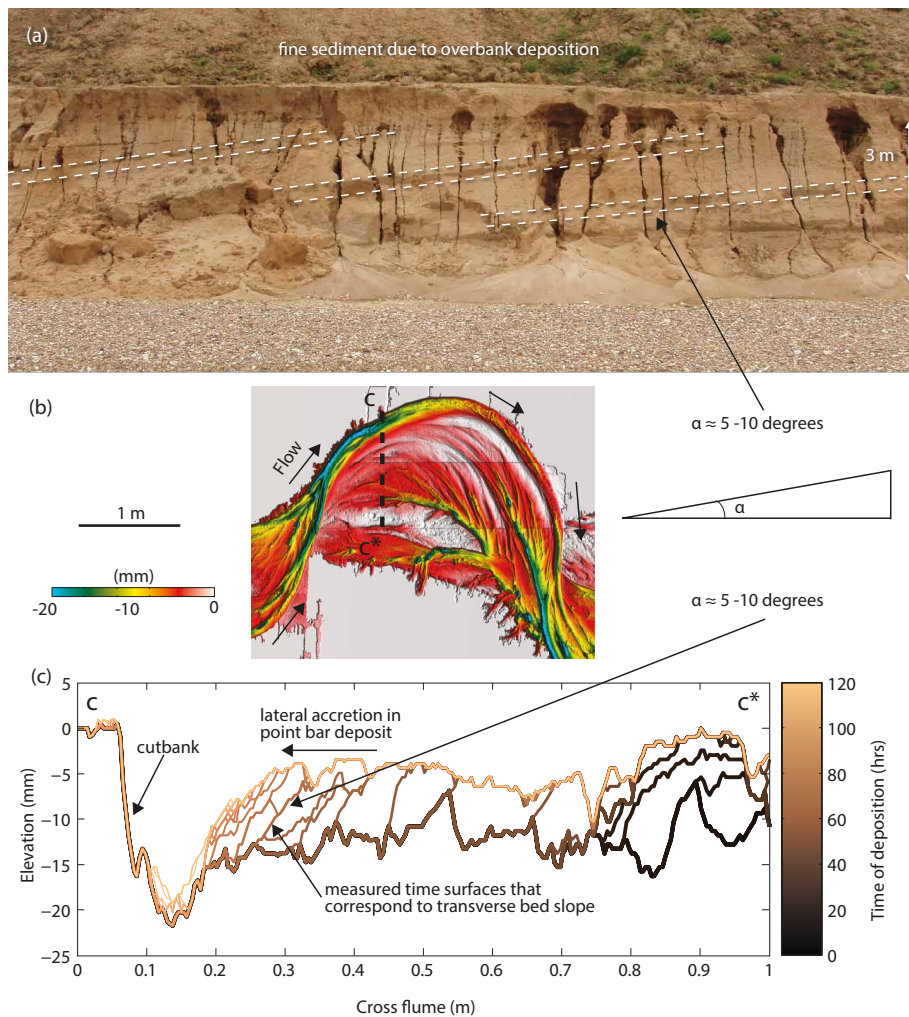 (a)
fine sediment due to overbank deposition
3 m
(b)
C
Flow
C*
1 m
(mm)
-20
-10
0
α ≈ 5 -10 degrees
α
α ≈ 5 -10 degrees
(c)
C
C*
lateral accretion in
point bar deposit
cutbank
measured time surfaces that
correspond to transverse bed slope
5
0
−5
−10
−15
−20
−25
Elevation (mm)
0 0.1 0.2 0.3 0.4 0.5 0.6 0.7 0.8 0.9 1
Cross flume (m)
120
100
80
60
40
20
0
Time of deposition (hrs)